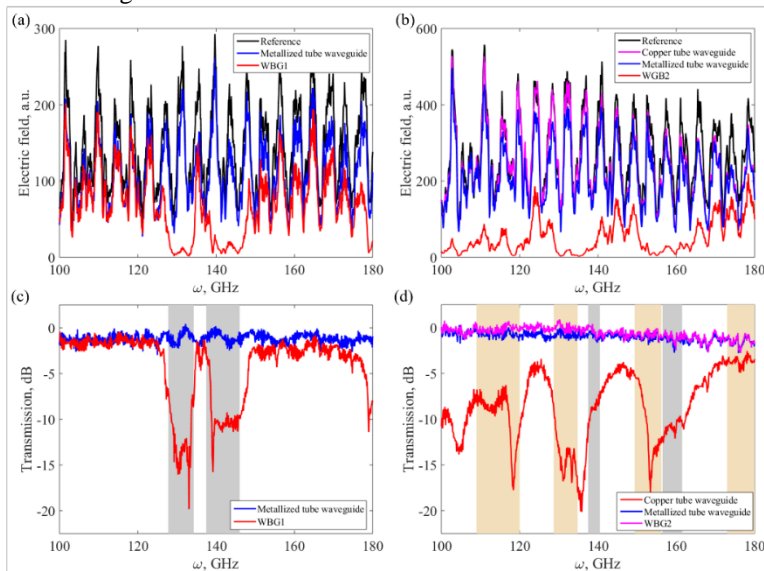 (a)
300
200
100
0
Electric field, a.u.
Reference
Metallized tube waveguide
WBG1
100
120
140
160
180
ω, GHz
(b)
600
400
200
0
Electric field, a.u.
Reference
Copper tube waveguide
Metallized tube waveguide
WGB2
100
120
140
160
180
ω, GHz
(c)
0
-5
-10
-15
-20
Transmission, dB
Metallized tube waveguide
WBG1
100
120
140
160
180
ω, GHz
(d)
0
-5
-10
-15
-20
Transmission, dB
Copper tube waveguide
Metallized tube waveguide
WBG2
100
120
140
160
180
ω, GHz